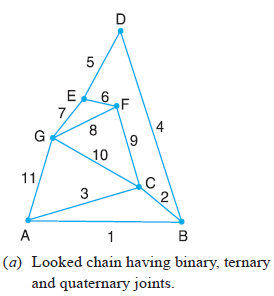 D
5
E 6 F
7
G 8 9 4
10
11 3 C
2
A 1 B
(a) Looked chain having binary, ternary
and quaternary joints.